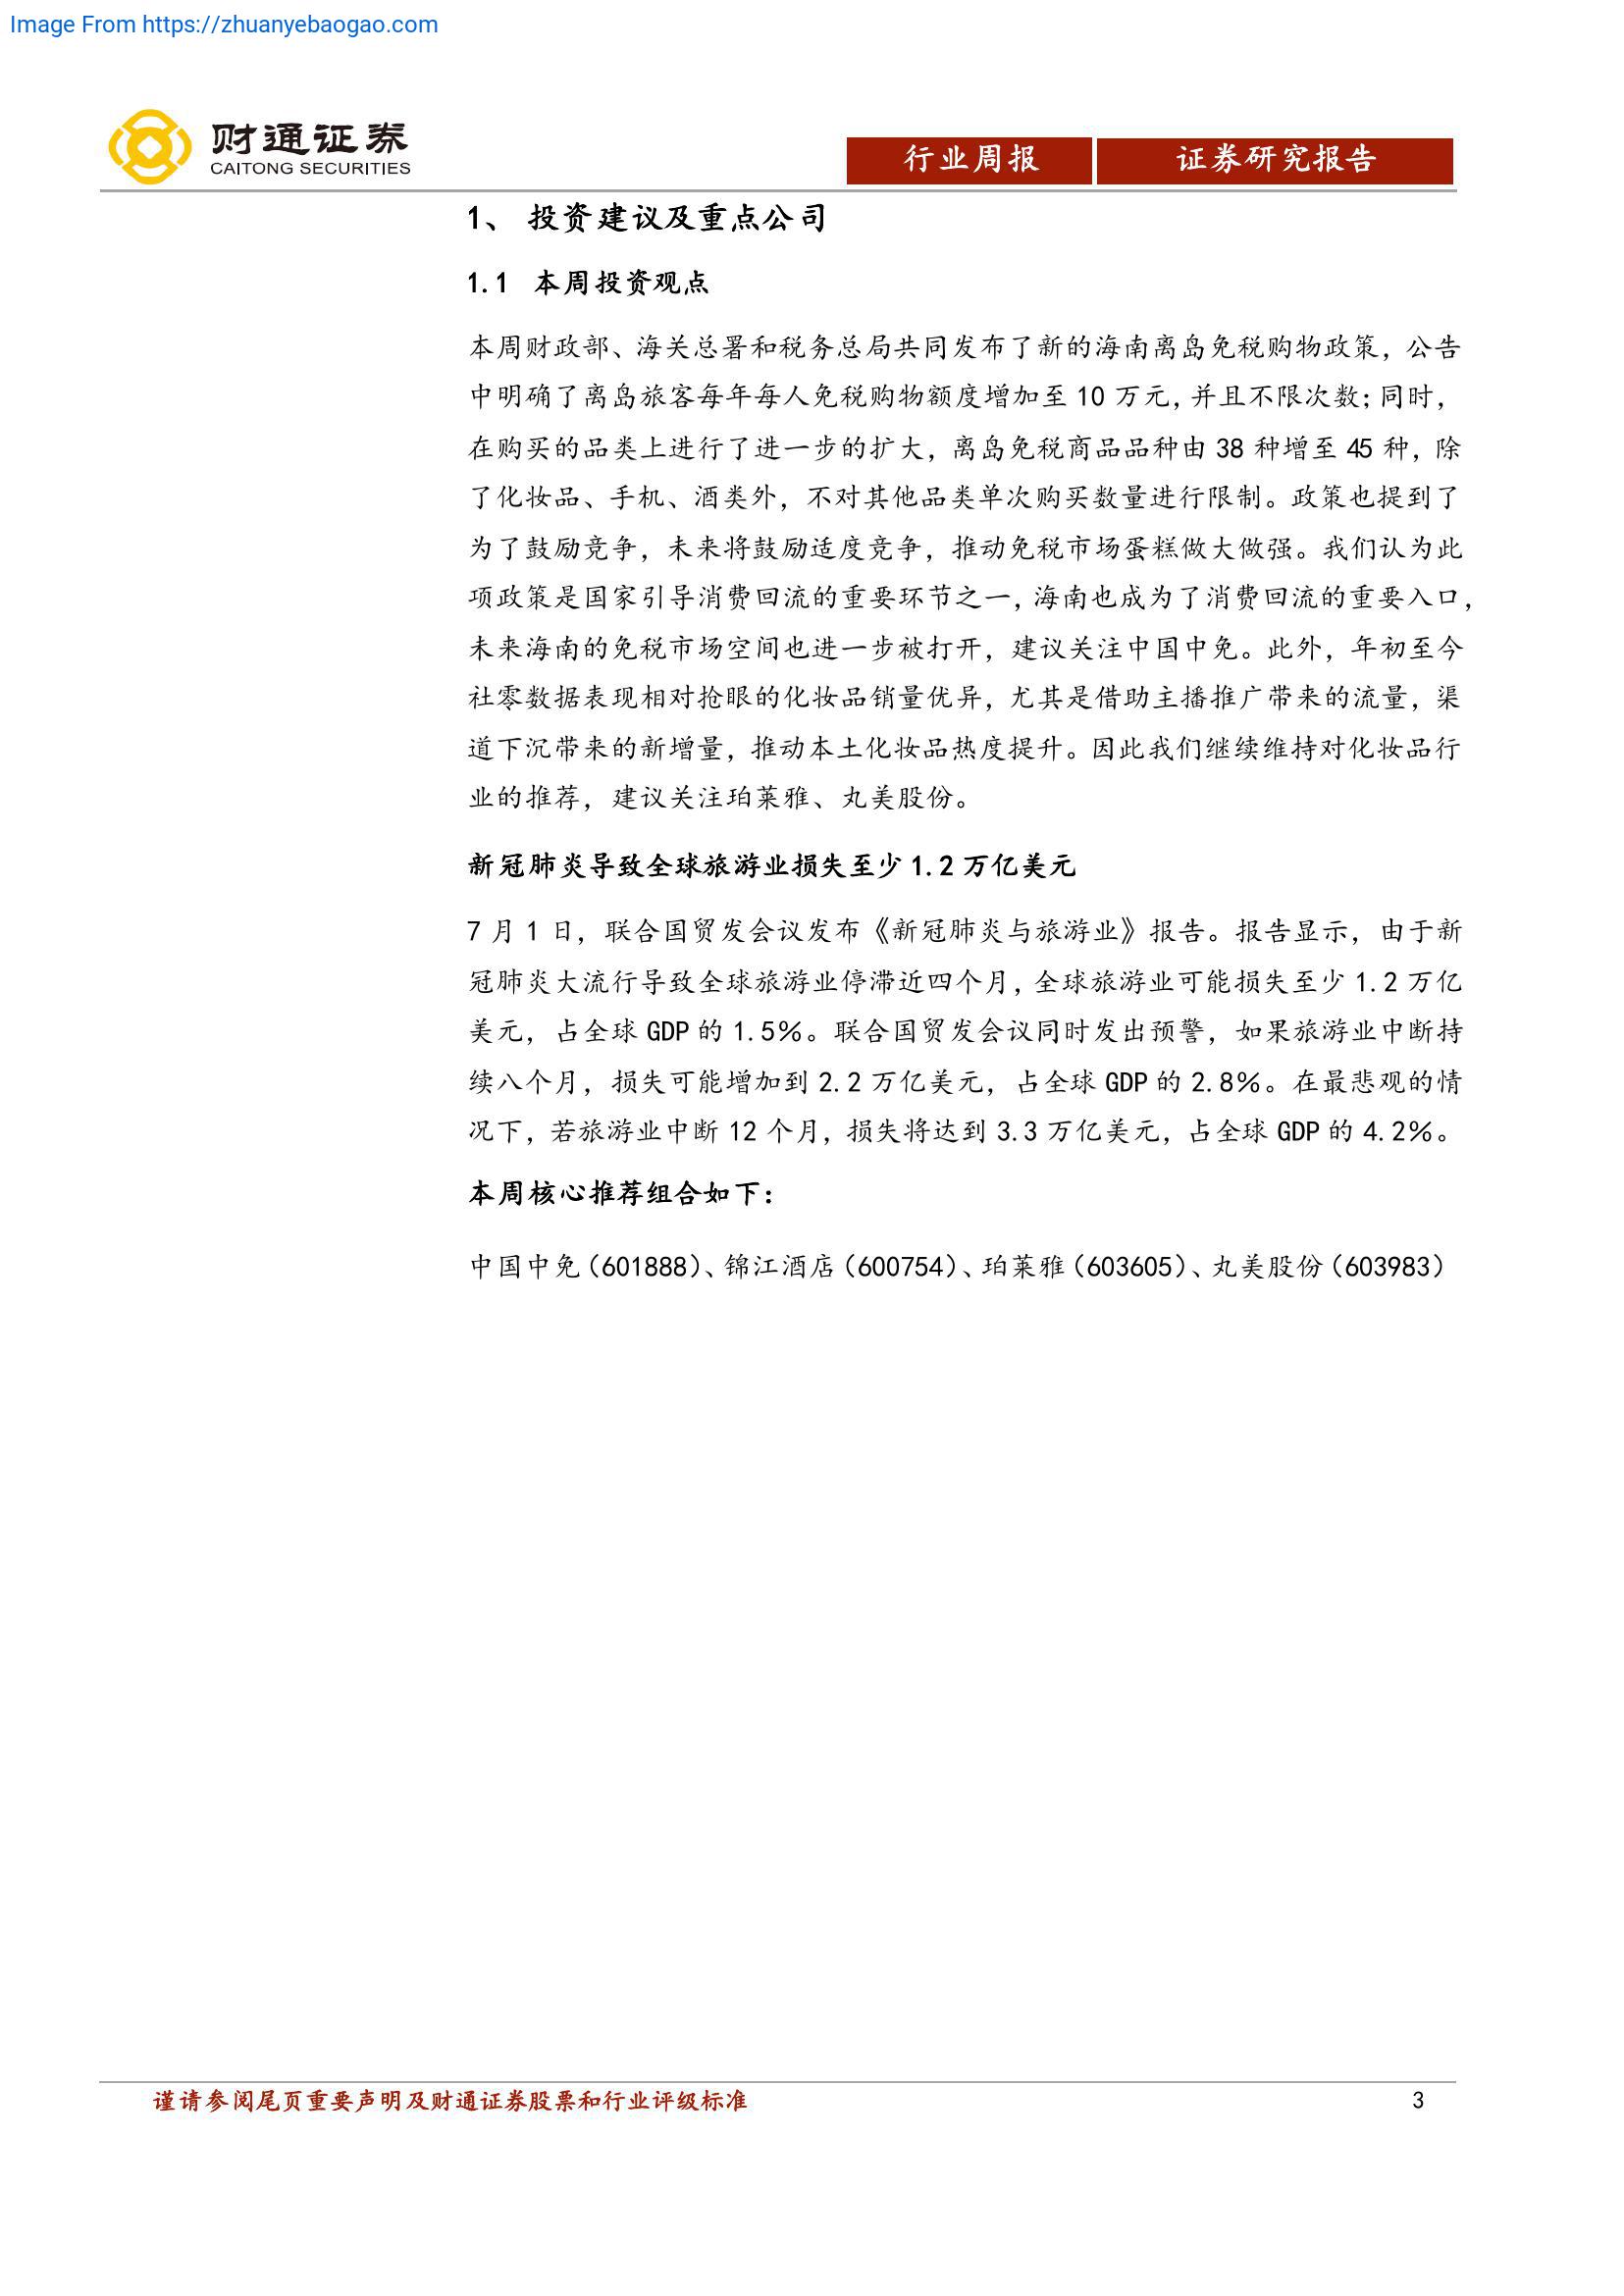 Image From https://zhuanyebaogao.com
财通证券
CAITONG SECURITIES
行业周报
证券研究报告
1、 投资建议及重点公司
1.1 本周投资观点
本周财政部、海关总署和税务总局共同发布了新的海南离岛免税购物政策，公告
中明确了离岛旅客每年每人免税购物额度增加至 10 万元，并且不限次数；同时，
在购买的品类上进行了进一步的扩大，离岛免税商品品种由 38 种增至 45 种，除
了化妆品、手机、酒类外，不对其他品类单次购买数量进行限制。政策也提到了
为了鼓励竞争，未来将鼓励适度竞争，推动免税市场蛋糕做大做强。我们认为此
项政策是国家引导消费回流的重要环节之一，海南也成为了消费回流的重要入口，
未来海南的免税市场空间也进一步被打开，建议关注中国中免。此外，年初至今
社零数据表现相对抢眼的化妆品销量优异，尤其是借助主播推广带来的流量，渠
道下沉带来的新增量，推动本土化妆品热度提升。因此我们继续维持对化妆品行
业的推荐，建议关注珀莱雅、丸美股份。
新冠肺炎导致全球旅游业损失至少 1.2 万亿美元
7 月 1 日，联合国贸发会议发布《新冠肺炎与旅游业》报告。报告显示，由于新
冠肺炎大流行导致全球旅游业停滞近四个月，全球旅游业可能损失至少 1.2 万亿
美元，占全球 GDP 的 1.5%。联合国贸发会议同时发出预警，如果旅游业中断持
续八个月，损失可能增加到 2.2 万亿美元，占全球 GDP 的 2.8%。在最悲观的情
况下，若旅游业中断 12 个月，损失将达到 3.3 万亿美元，占全球 GDP 的 4.2%。
本周核心推荐组合如下：
中国中免（601888）、锦江酒店（600754）、珀莱雅（603605）、丸美股份（603983）
谨请参阅尾页重要声明及财通证券股票和行业评级标准
3